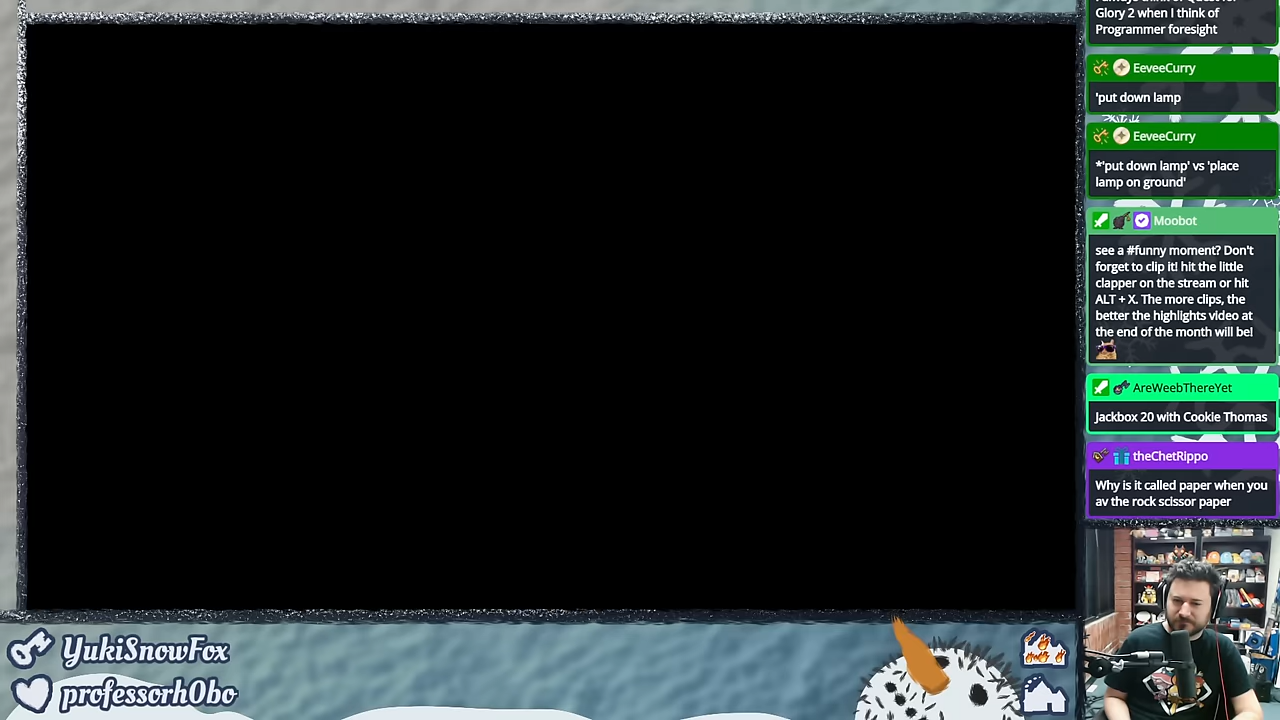 Glory 2 when I think of
Programmer foresight
EeveeCurry
'put down lamp
EeveeCurry
*'put down lamp' vs 'place
lamp on ground'
Moobot
see a #funny moment? Don't
forget to clip it! hit the little
clapper on the stream or hit
ALT + X. The more clips, the
better the highlights video at
the end of the month will be!
AreWeebThereYet
Jackbox 20 with Cookie Thomas
theChetRippo
Why is it called paper when you
av the rock scissor paper
YukiSnowFox
professorh0bo